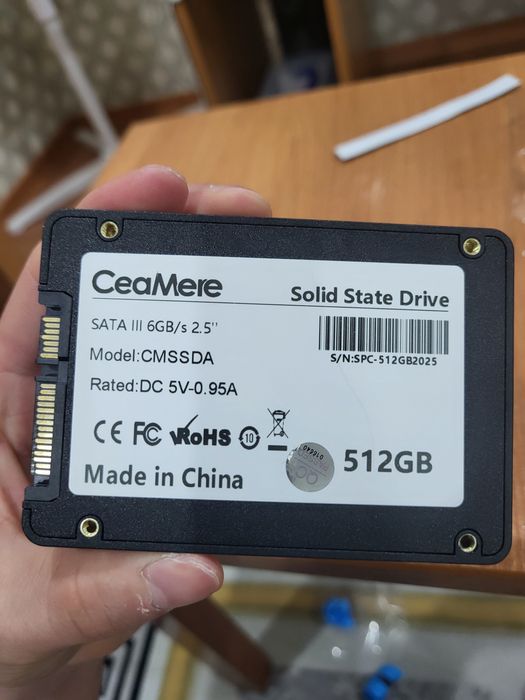 CeaMere
Solid State Drive
SATA III 6GB/s 2.5''
S/N:SPC-512GB2025
Model:CMSSDA
Rated:DC 5V-0.95A
CE FC RoHS 10
512GB
Made in China